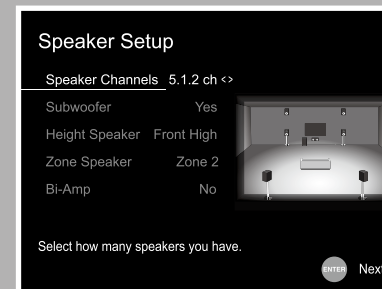 Speaker Setup
Speaker Channels 5.1.2 ch <>
Subwoofer Yes
Height Speaker Front High
Zone Speaker Zone 2
Bi-Amp No
Select how many speakers you have.
ENTER Next